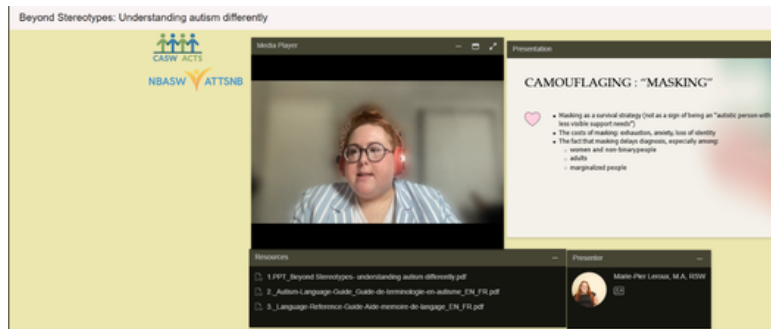 Beyond Stereotypes: Understanding autism differently
CASW ACTS
NBASW ATTSNB
Media Player
Presentation
CAMOUFLAGING : "MASKING"
Masking as a survival strategy (not as a sign of being an "autistic person with
less visible support needs")
The costs of masking: exhaustion, anxiety, loss of identity
The fact that masking delays diagnosis, especially among:
women and non-binarypeople
adults
marginalized people
Resources
1.PPT_Beyond Stereotypes- understanding autism differently.pdf
2._Autism-Language-Guide_Guide-de-terminologie-en-autisme_EN_FR.pdf
3._Language-Reference-Guide-Aide-memoire-de-langage_EN_FR.pdf
Presenter
Marie-Pier Leroux, M.A, RSW